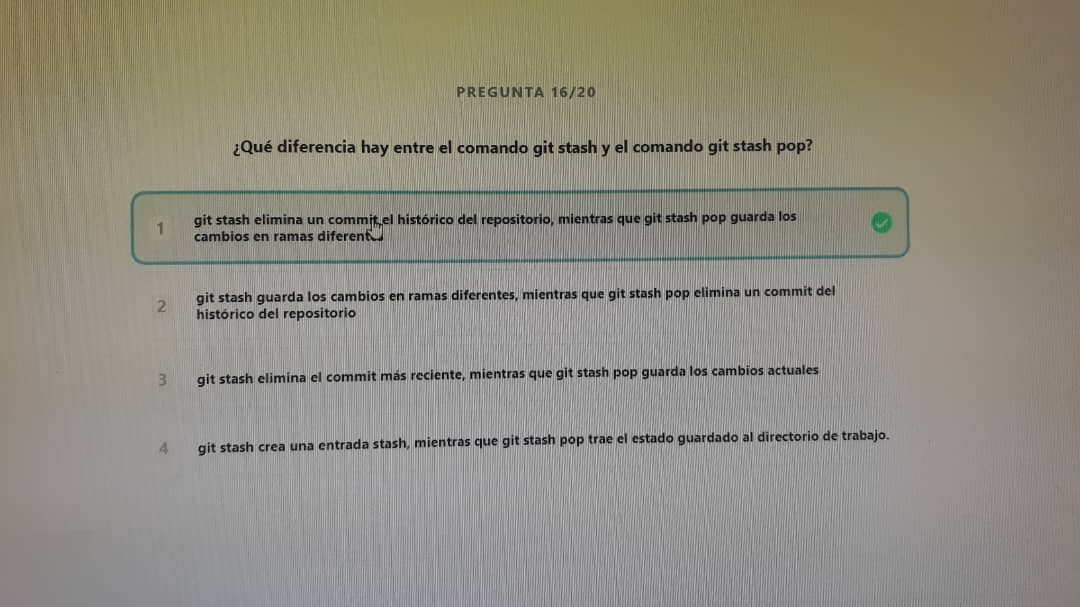 PREGUNTA 16/20
¿Qué diferencia hay entre el comando git stash y el comando git stash pop?
1
git stash elimina un commit el histórico del repositorio, mientras que git stash pop guarda los
cambios en ramas
2
git stash guarda los cambios en ramas diferentes, mientras que git stash pop elimina un commit del
histórico del repositorio
3
git stash elimina el commit más reciente, mientras que git stash pop guarda los cambios actuales
4
git stash crea una entrada stash, mientras que git stash pop trae el estado guardado al directorio de trabajo.